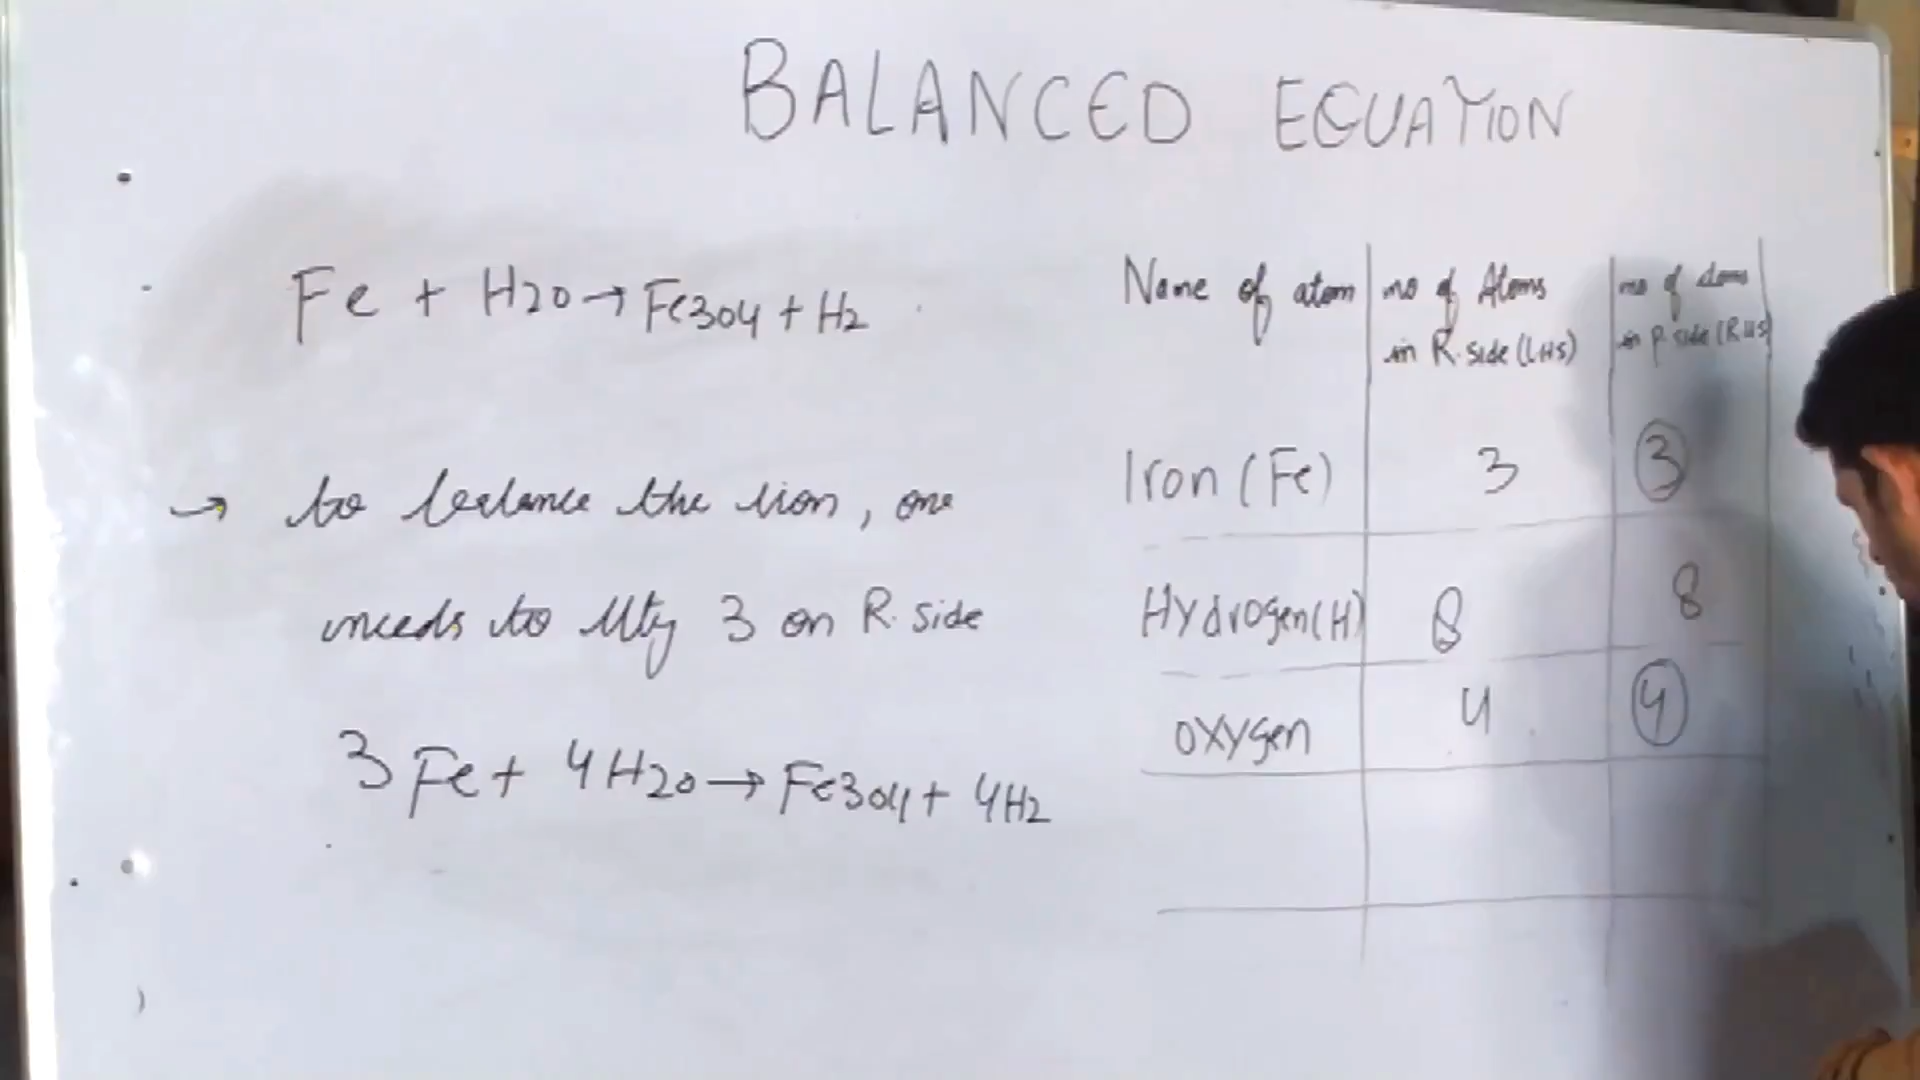 BALANCED EQUATION
Fe + H2O → Fe3O4 + H2
→ to balance the iron, one
needs to Mty 3 on R. side
3 Fe + 4H2O → Fe3O4 + 4H2
Name of atom no of Atoms no of atoms
in R. side (LHS) in P. side (RHS)
Iron (Fe) 3 3
Hydrogen(H) 8 8
oxygen 4 4